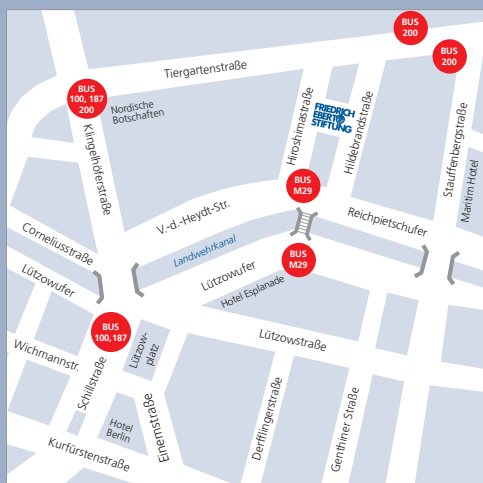 BUS
200
BUS
200
Tiergartenstraße
BUS
100, 187
200
Nordische
Botschaften
Klingelhöferstraße
Hiroshimastraße
FRIEDRICH
EBERT
STIFTUNG
Hildebrandstraße
Stauffenbergstraße
Maritim Hotel
BUS
M29
V.-d.-Heydt-Str.
Reichpietschufer
Corneliusstraße
Landwehrkanal
BUS
M29
Lützowufer
Lützowufer
Hotel Esplanade
BUS
100,187
Lützow-
platz
Lützowstraße
Wichmannstr.
Schillstraße
Einemstraße
Derfflingerstraße
Genthiner Straße
Hotel
Berlin
Kurfürstenstraße